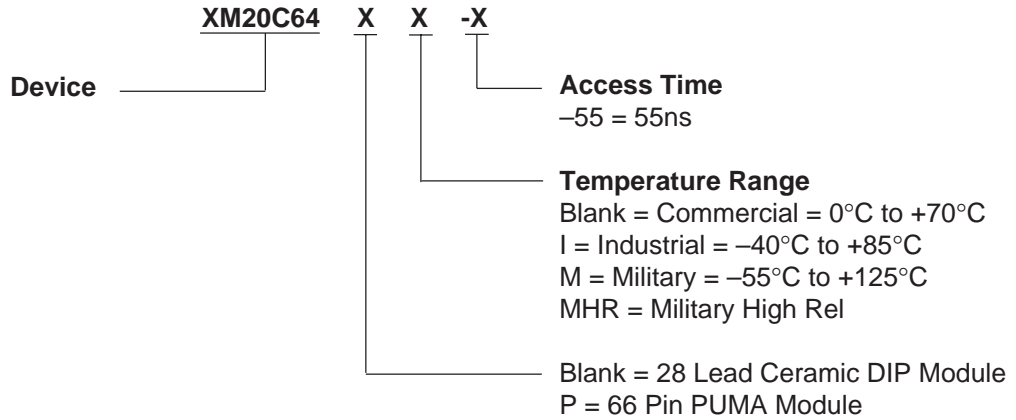 XM20C64 X X -X
Device
Access Time
–55 = 55ns
Temperature Range
Blank = Commercial = 0°C to +70°C
I = Industrial = –40°C to +85°C
M = Military = –55°C to +125°C
MHR = Military High Rel
Blank = 28 Lead Ceramic DIP Module
P = 66 Pin PUMA Module